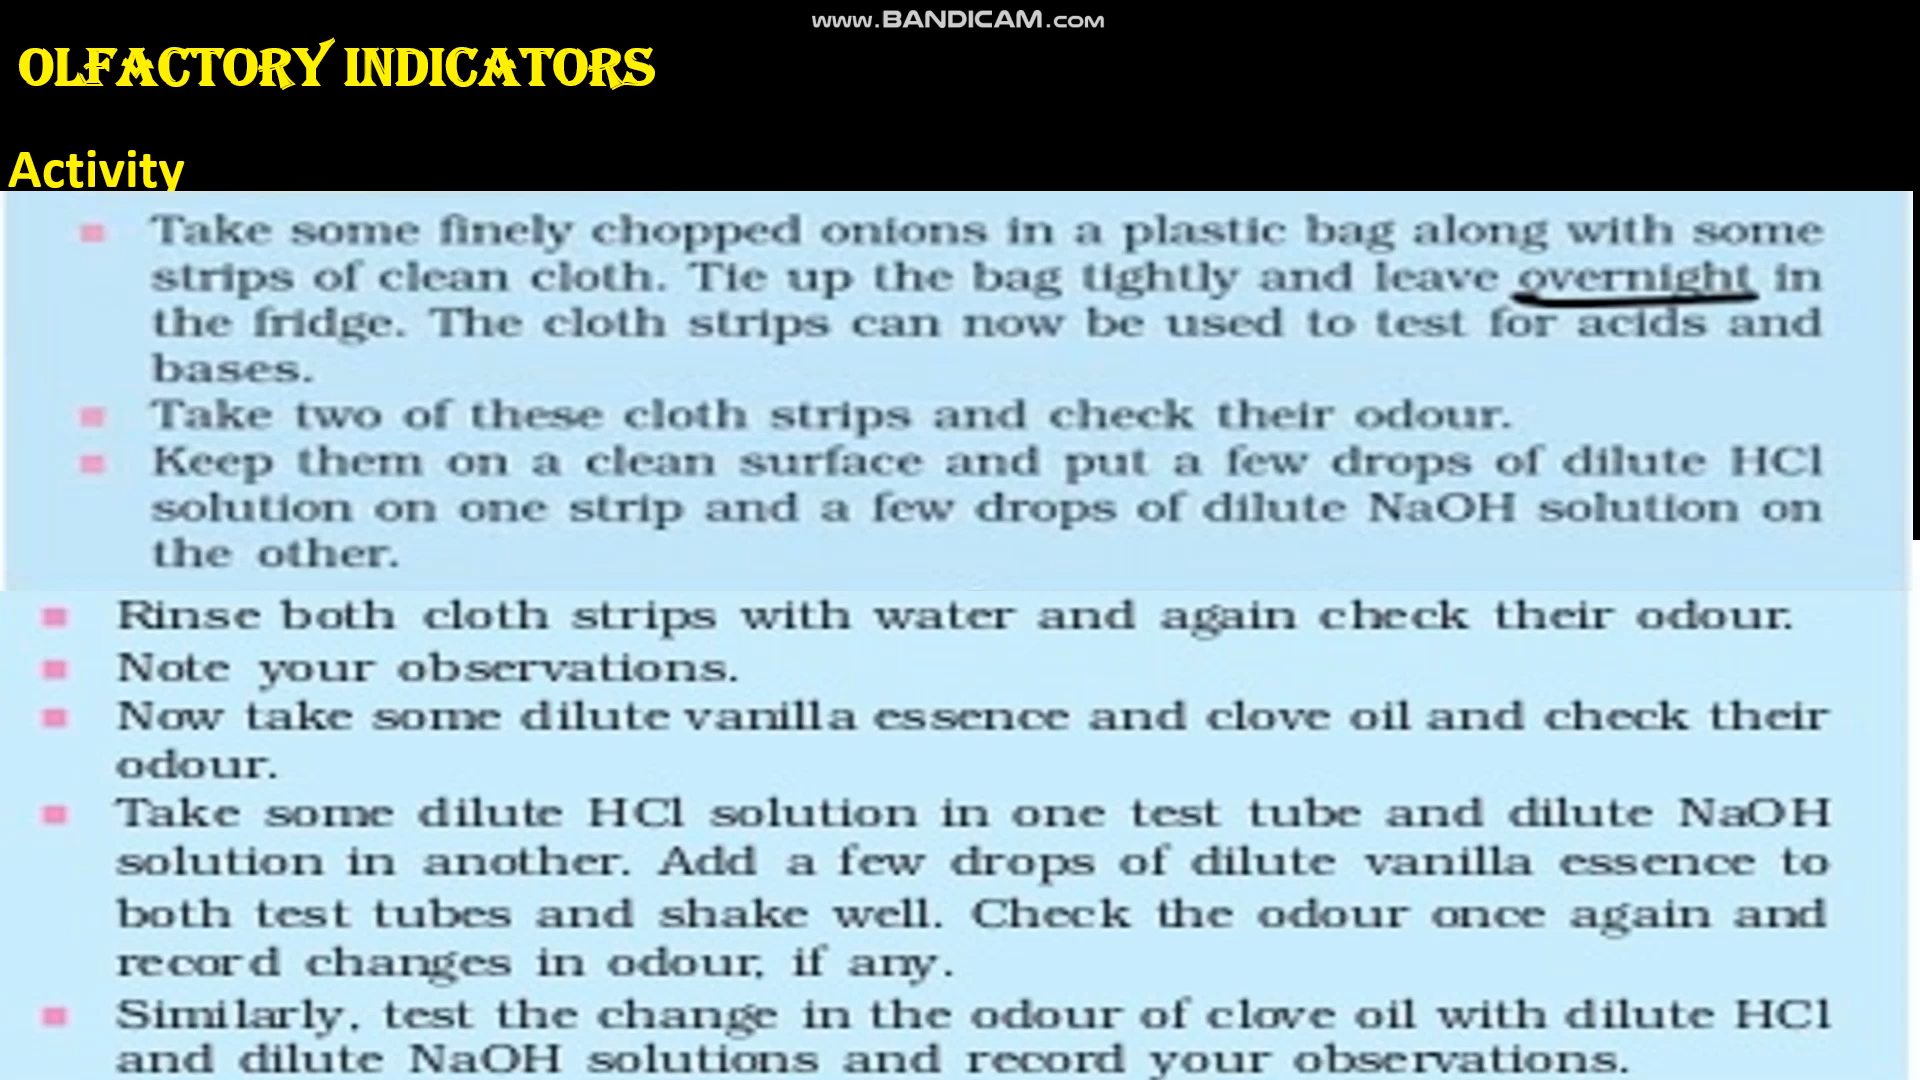 www.BANDICAM.com
OLFACTORY INDICATORS
Activity
Take some finely chopped onions in a plastic bag along with some
strips of clean cloth. Tie up the bag tightly and leave overnight in
the fridge. The cloth strips can now be used to test for acids and
bases.
Take two of these cloth strips and check their odour.
Keep them on a clean surface and put a few drops of dilute HCl
solution on one strip and a few drops of dilute NaOH solution on
the other.
Rinse both cloth strips with water and again check their odour.
Note your observations.
Now take some dilute vanilla essence and clove oil and check their
odour.
Take some dilute HCl solution in one test tube and dilute NaOH
solution in another. Add a few drops of dilute vanilla essence to
both test tubes and shake well. Check the odour once again and
record changes in odour, if any.
Similarly, test the change in the odour of clove oil with dilute HCl
and dilute NaOH solutions and record your observations.